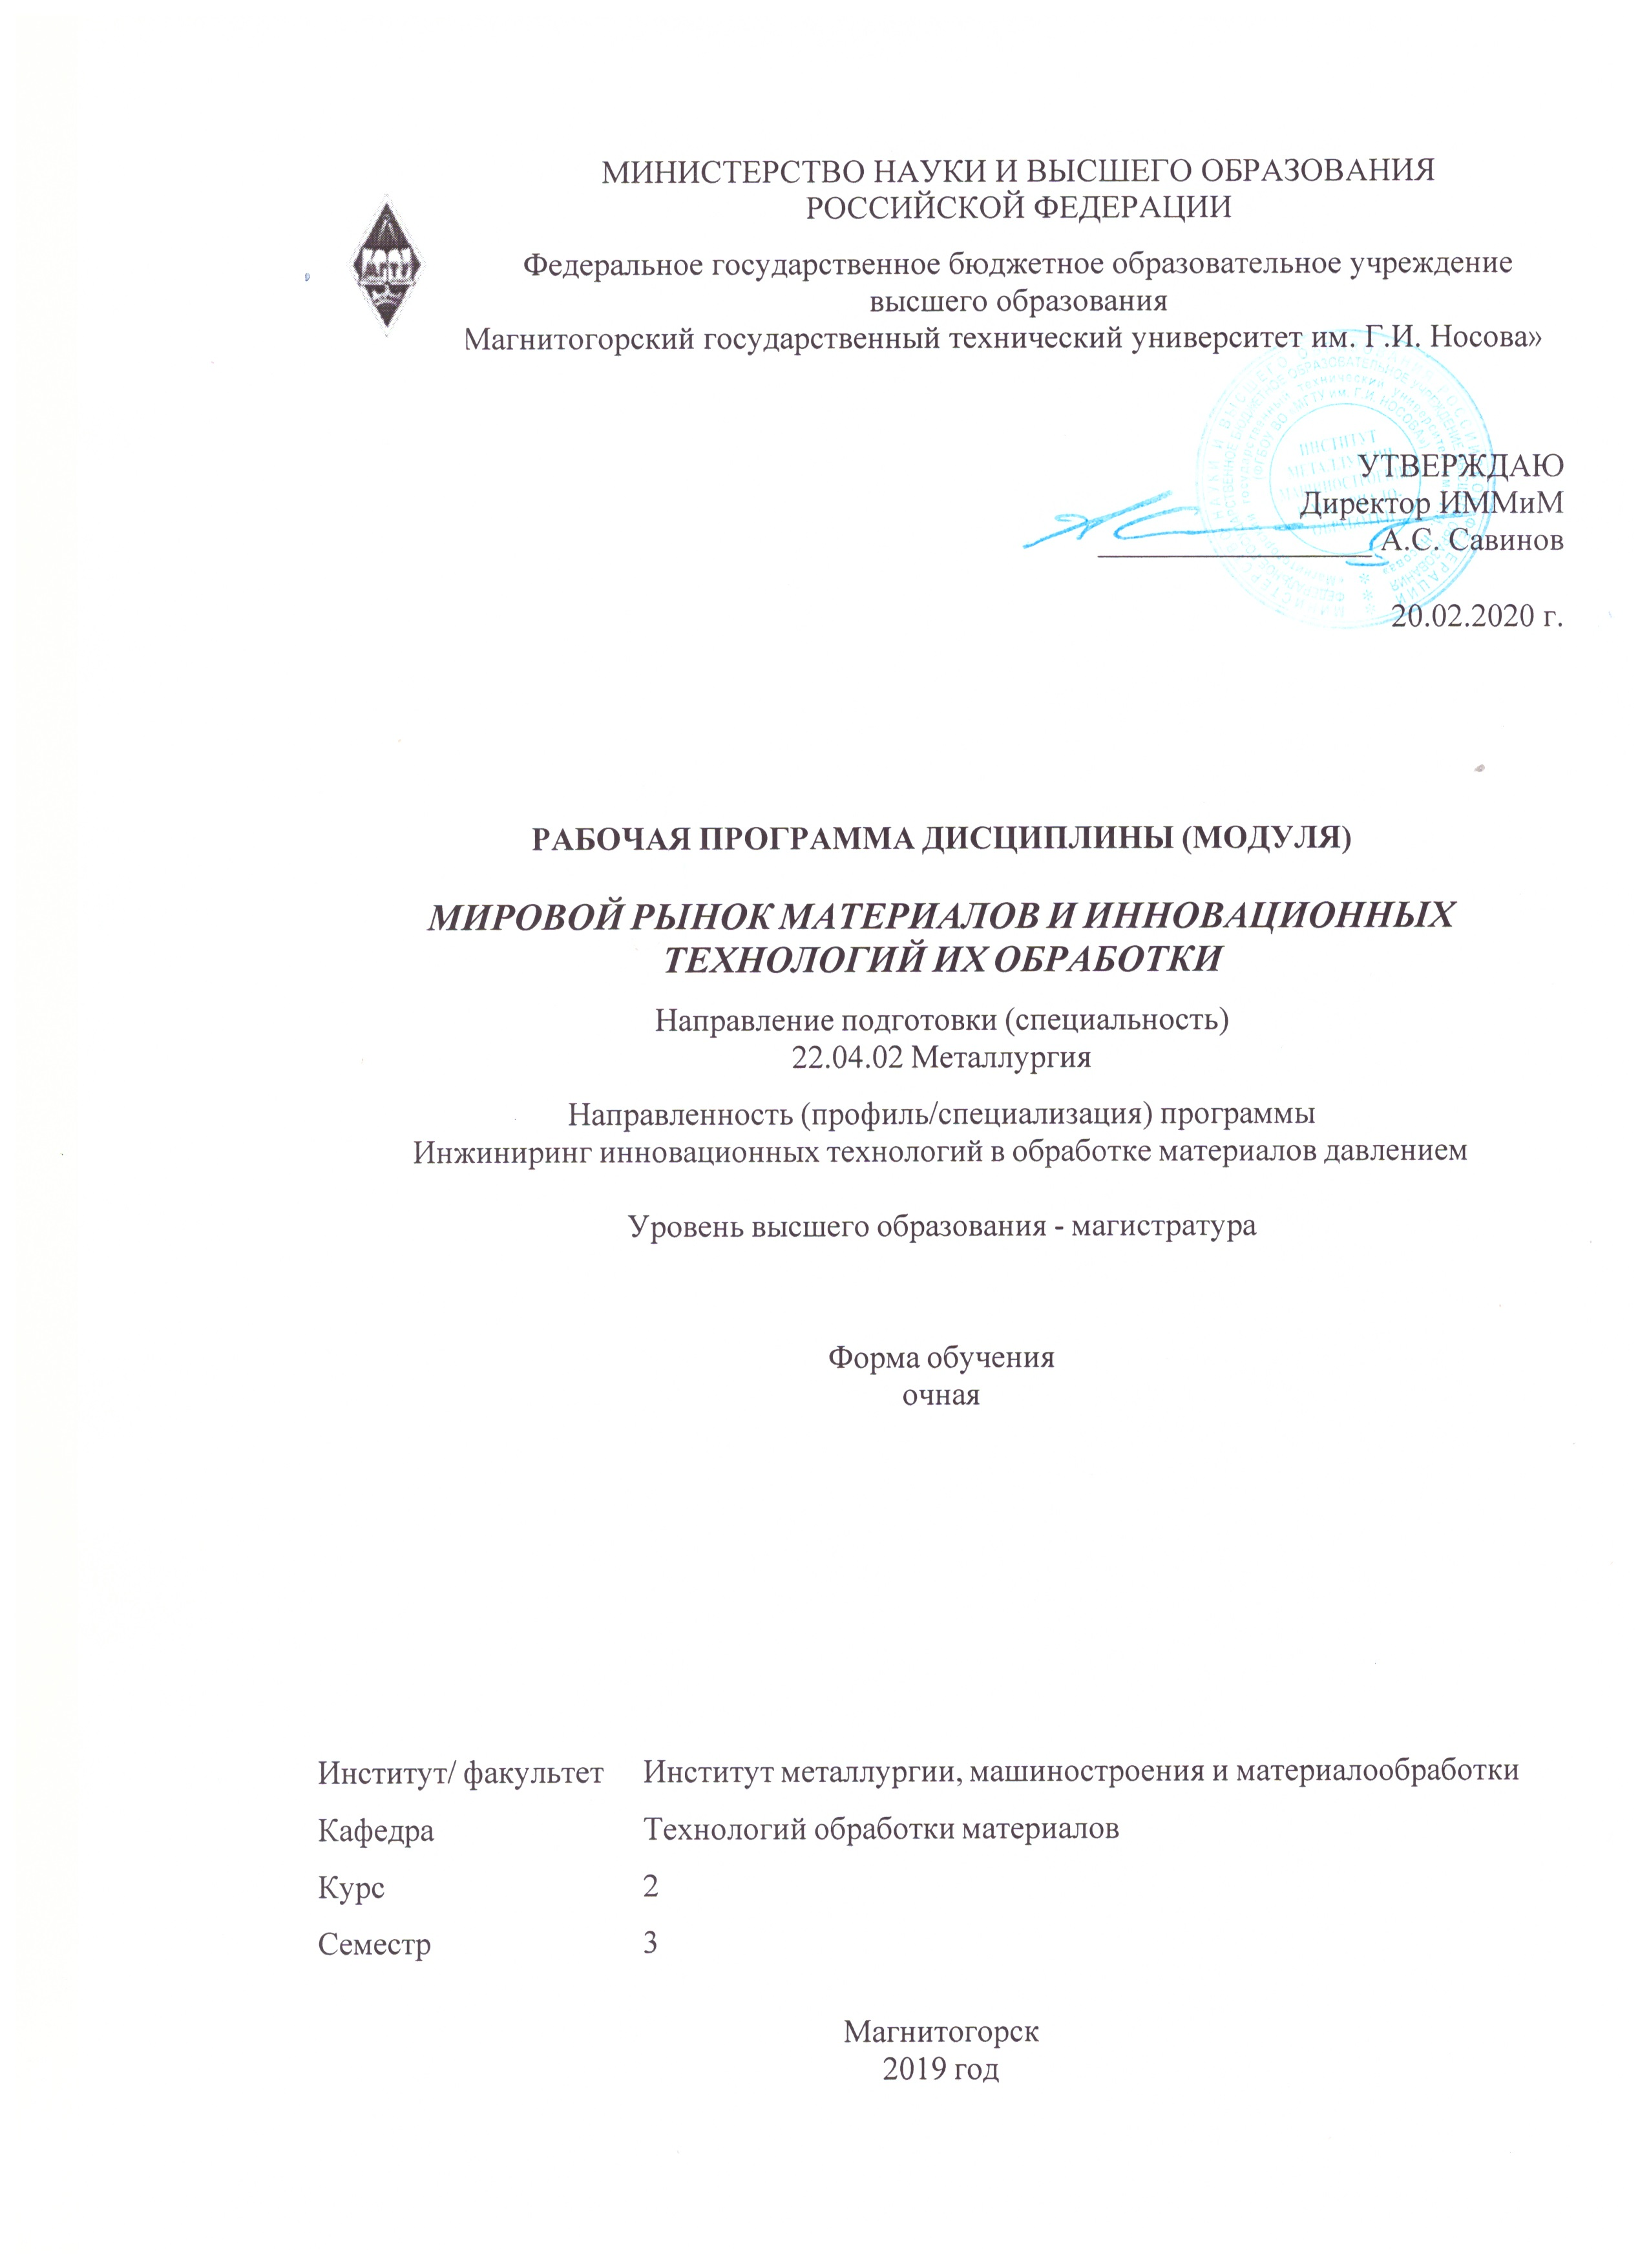 МИНИСТЕРСТВО НАУКИ И ВЫСШЕГО ОБРАЗОВАНИЯ
РОССИЙСКОЙ ФЕДЕРАЦИИ
Федеральное государственное бюджетное образовательное учреждение
высшего образования
Магнитогорский государственный технический университет им. Г.И. Носова»
МГТУ
УТВЕРЖДАЮ
Директор ИММиМ
А.С. Савинов
20.02.2020 г.
РАБОЧАЯ ПРОГРАММА ДИСЦИПЛИНЫ (МОДУЛЯ)
МИРОВОЙ РЫНОК МАТЕРИАЛОВ И ИННОВАЦИОННЫХ
ТЕХНОЛОГИЙ ИХ ОБРАБОТКИ
Направление подготовки (специальность)
22.04.02 Металлургия
Направленность (профиль/специализация) программы
Инжиниринг инновационных технологий в обработке материалов давлением
Уровень высшего образования - магистратура
Форма обучения
очная
Институт/ факультет Институт металлургии, машиностроения и материалообработки
Кафедра Технологий обработки материалов
Курс 2
Семестр 3
Магнитогорск
2019 год